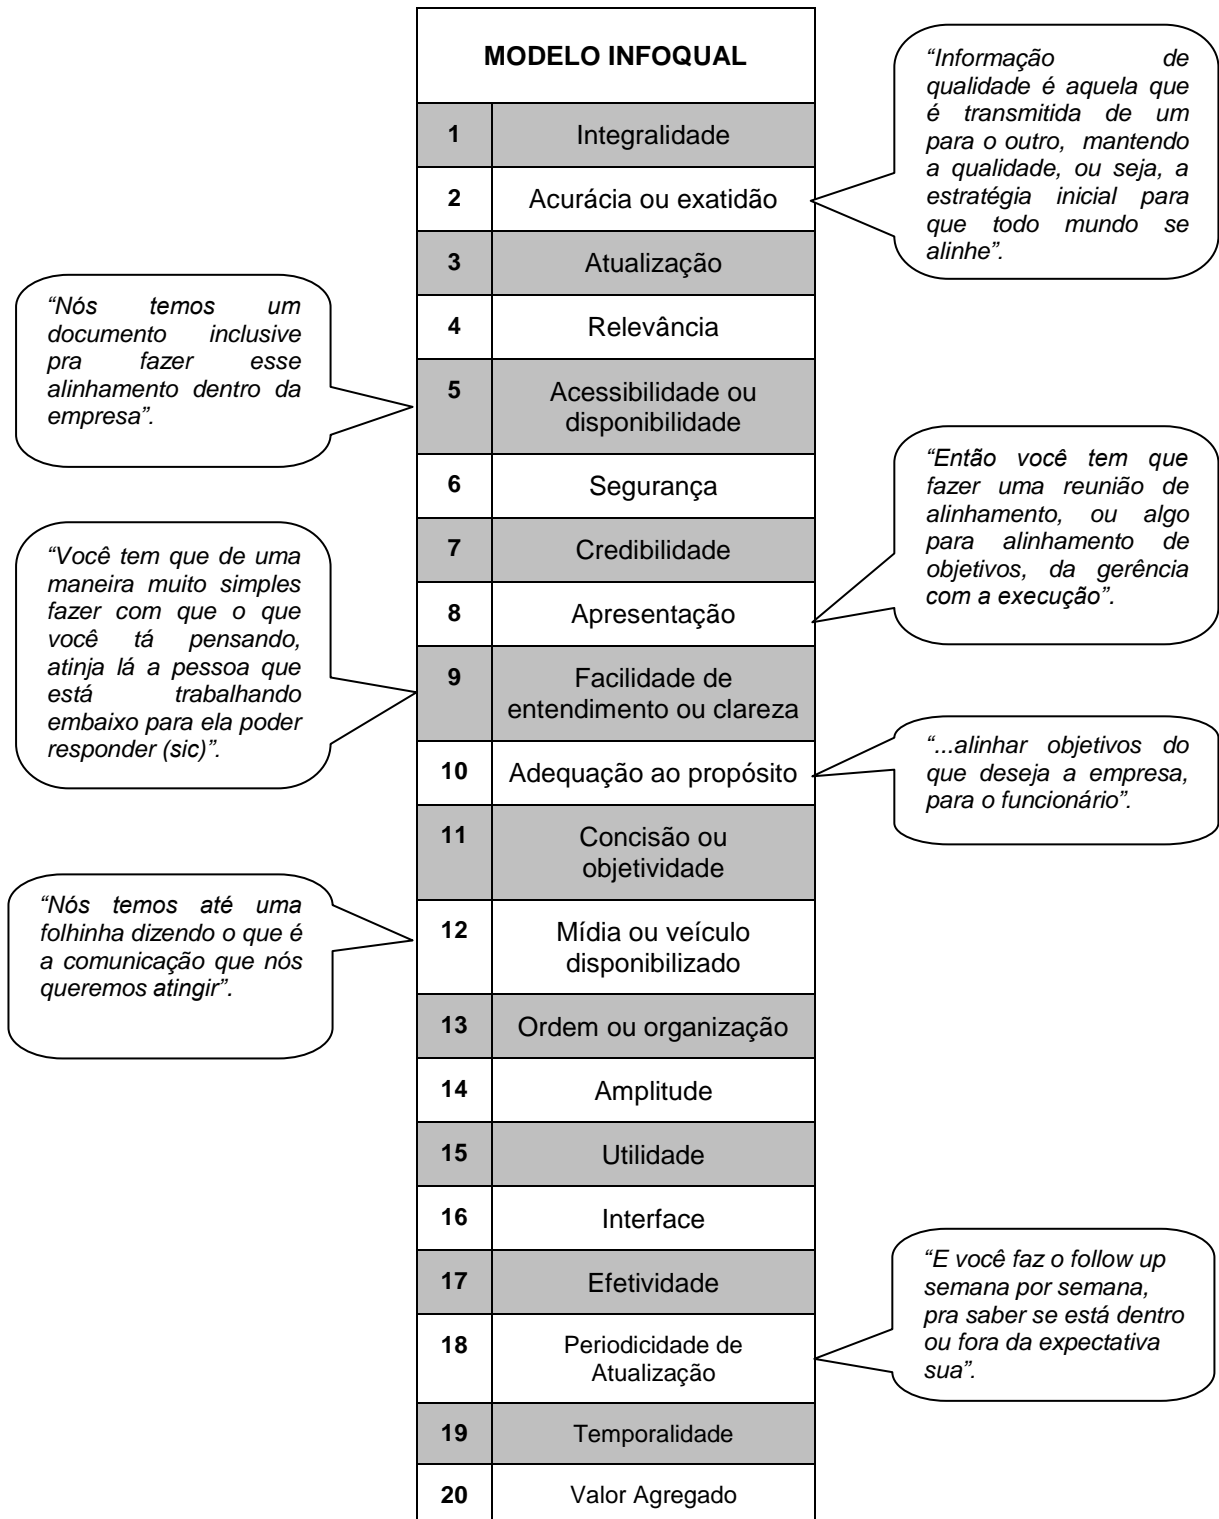 MODELO INFOQUAL
1 Integralidade
2 Acurácia ou exatidão
3 Atualização
4 Relevância
5 Acessibilidade ou
disponibilidade
6 Segurança
7 Credibilidade
8 Apresentação
9 Facilidade de
entendimento ou clareza
10 Adequação ao propósito
11 Concisão ou
objetividade
12 Mídia ou veículo
disponibilizado
13 Ordem ou organização
14 Amplitude
15 Utilidade
16 Interface
17 Efetividade
18 Periodicidade de
Atualização
19 Temporalidade
20 Valor Agregado
“Informação de
qualidade é aquela que
é transmitida de um
para o outro, mantendo
a qualidade, ou seja, a
estratégia inicial para
que todo mundo se
alinhe”.
“Nós temos um
documento inclusive
pra fazer esse
alinhamento dentro da
empresa”.
“Então você tem que
fazer uma reunião de
alinhamento, ou algo
para alinhamento de
objetivos, da gerência
com a execução”.
“Você tem que de uma
maneira muito simples
fazer com que o que
você tá pensando,
atinja lá a pessoa que
está trabalhando
embaixo para ela poder
responder (sic)”.
“...alinhar objetivos do
que deseja a empresa,
para o funcionário”.
“Nós temos até uma
folhinha dizendo o que é
a comunicação que nós
queremos atingir”.
“E você faz o follow up
semana por semana,
pra saber se está dentro
ou fora da expectativa
sua”.